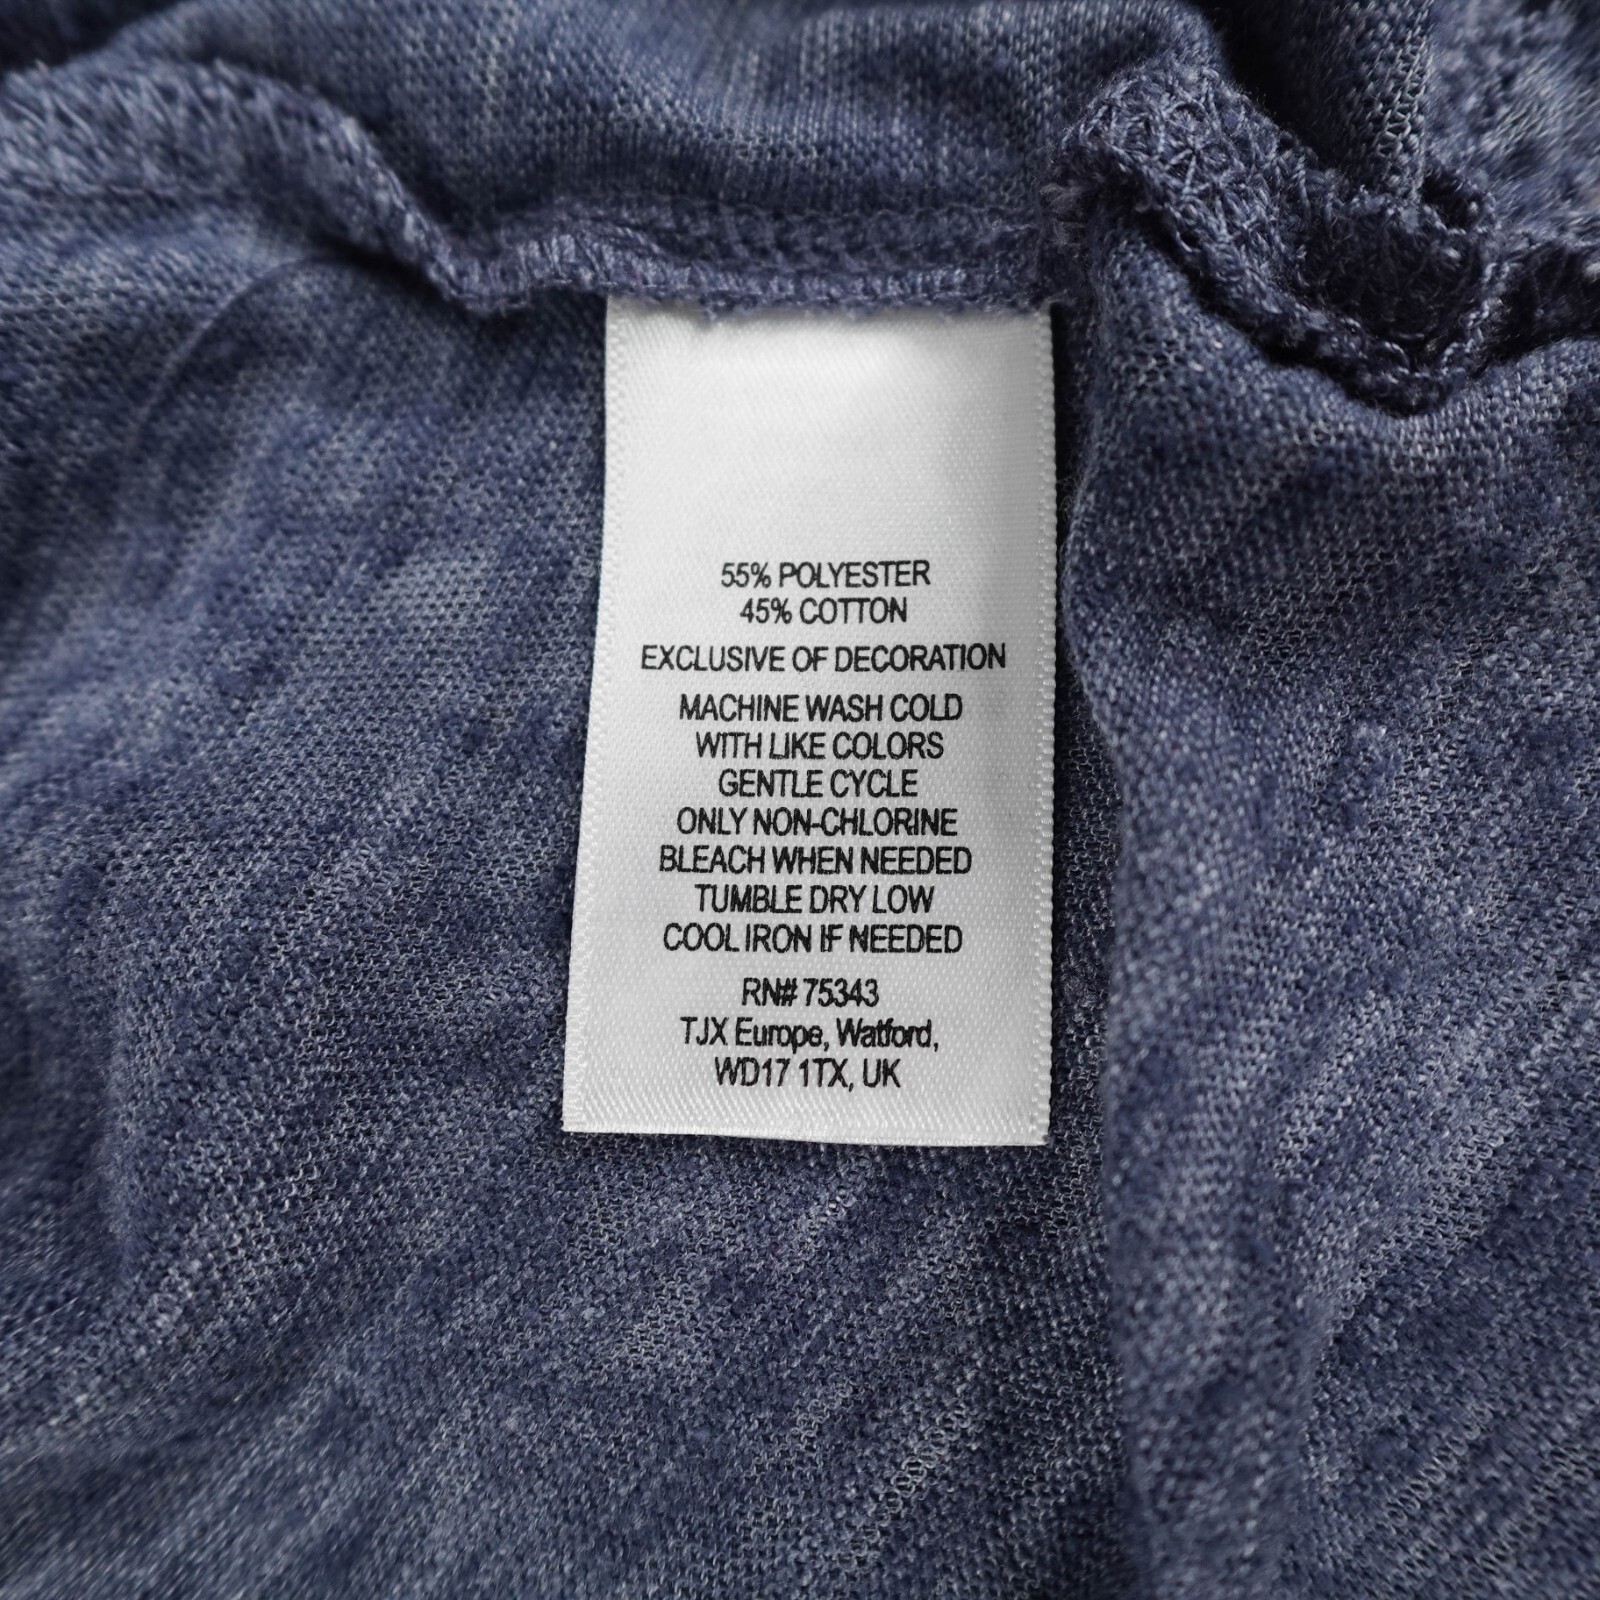 55% POLYESTER
45% COTTON
EXCLUSIVE OF DECORATION
MACHINE WASH COLD
WITH LIKE COLORS
GENTLE CYCLE
ONLY NON-CHLORINE
BLEACH WHEN NEEDED
TUMBLE DRY LOW
COOL IRON IF NEEDED
RN# 75343
TJX Europe, Watford,
WD17 1TX, UK